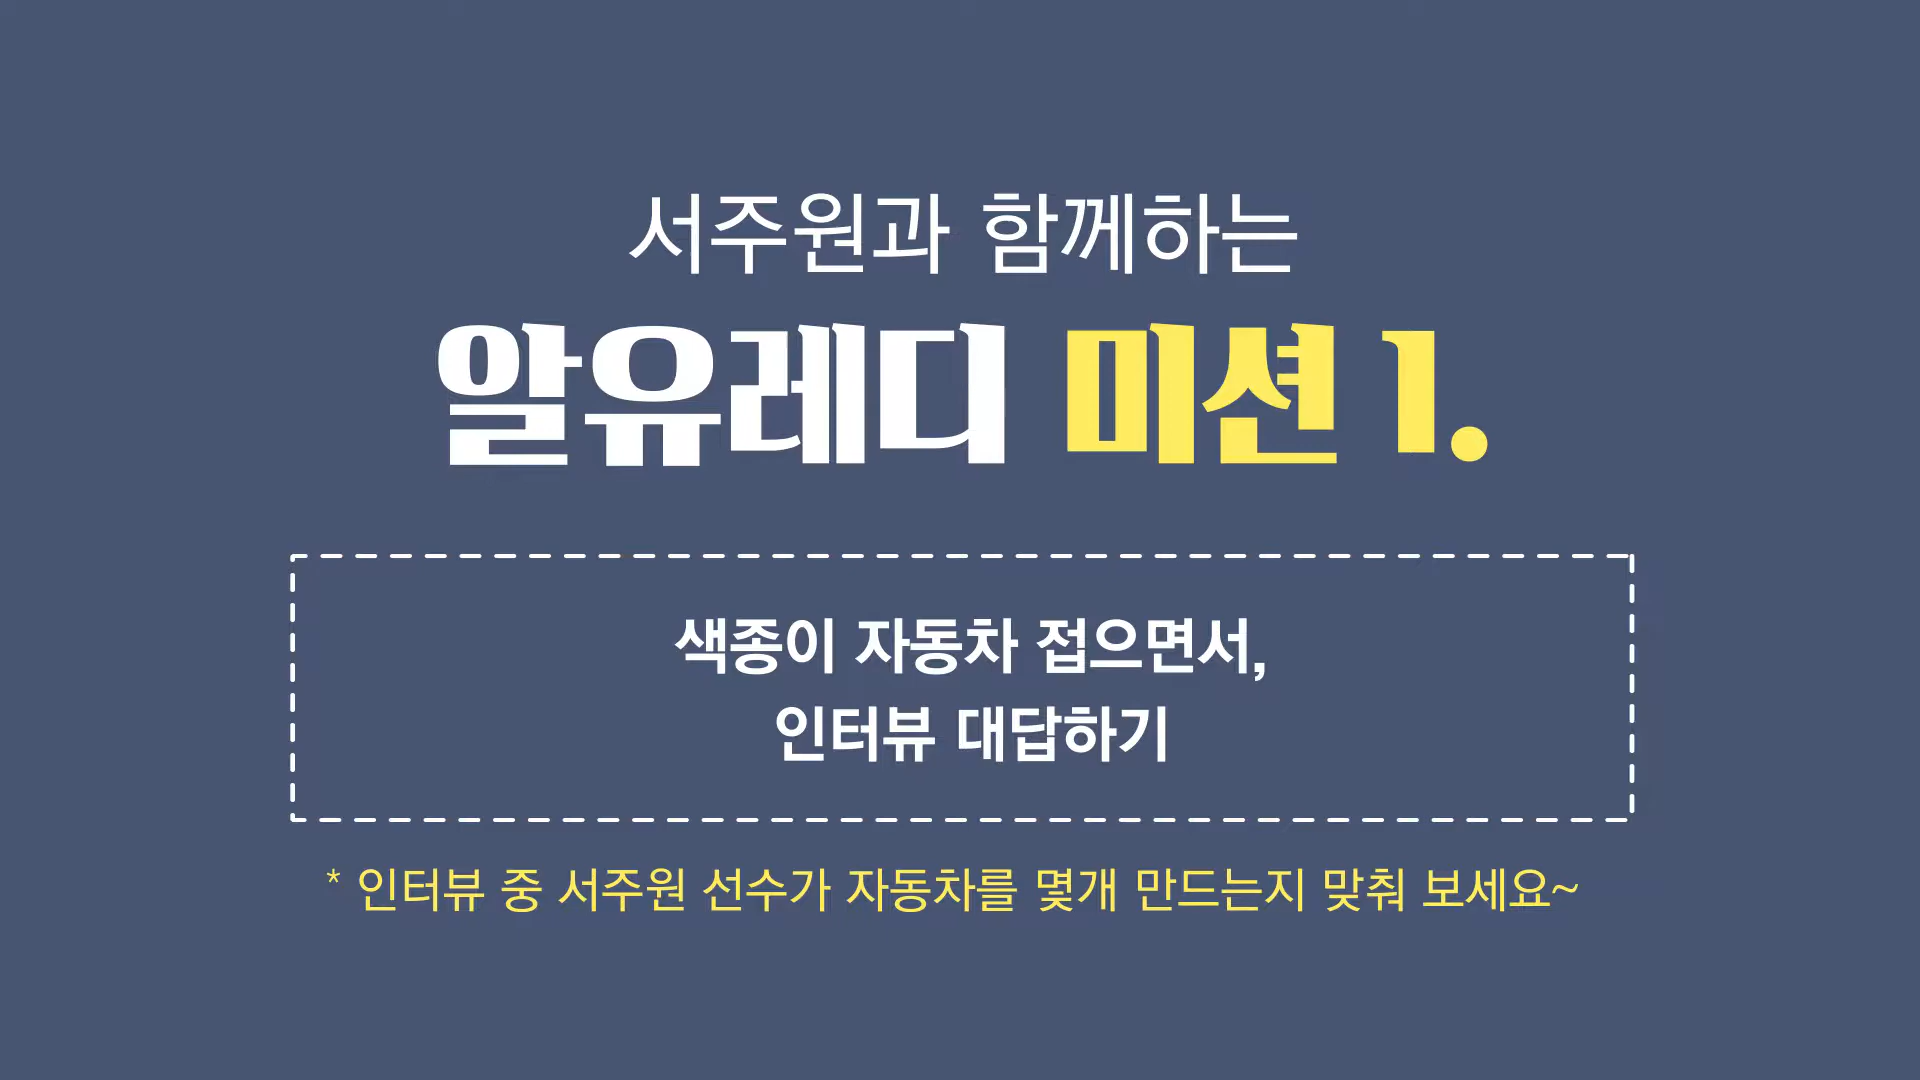 서주원과 함께하는
알유레디 미션 1.
색종이 자동차 접으면서,
인터뷰 대답하기
* 인터뷰 중 서주원 선수가 자동차를 몇개 만드는지 맞춰 보세요~